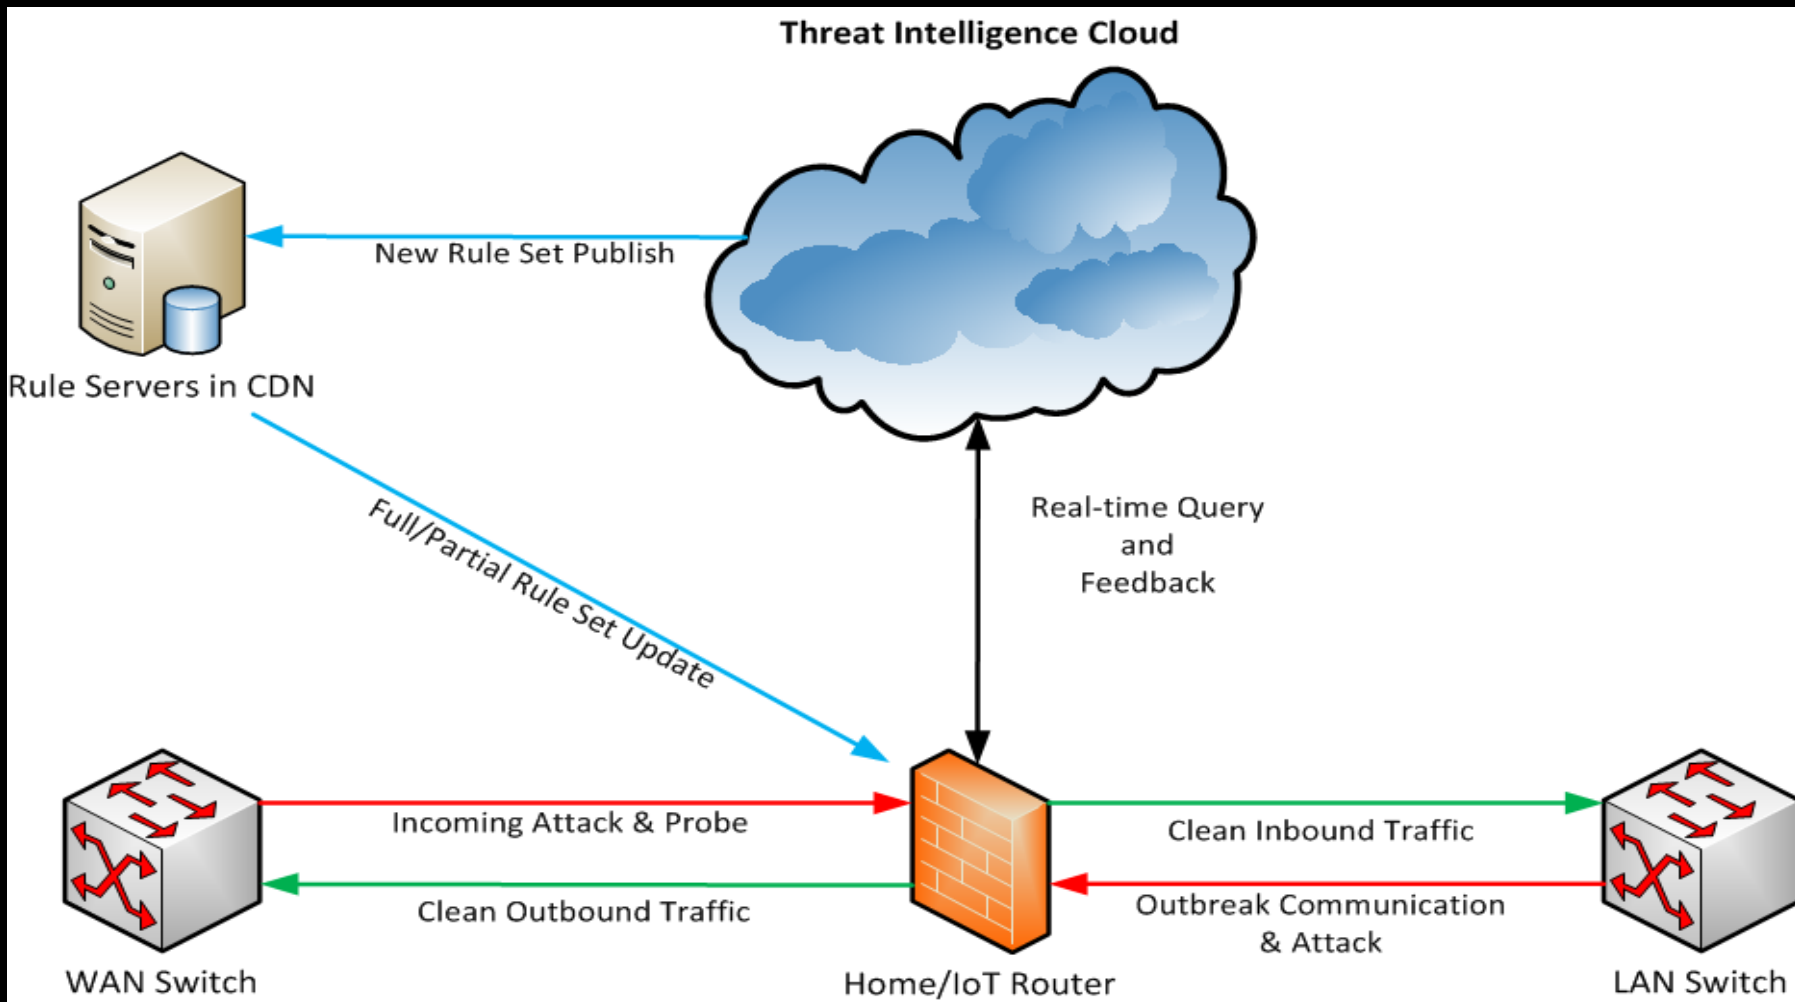 Threat Intelligence Cloud
New Rule Set Publish
Rule Servers in CDN
Full/Partial Rule Set Update
Real-time Query
and
Feedback
Incoming Attack & Probe
Clean Inbound Traffic
Clean Outbound Traffic
Outbreak Communication
& Attack
WAN Switch
Home/IoT Router
LAN Switch